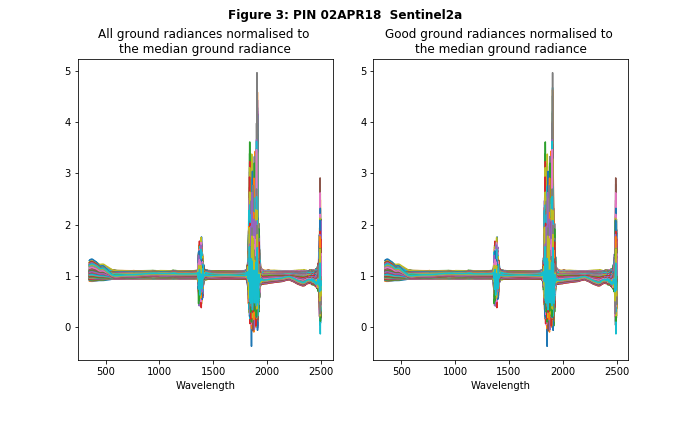 Figure 3: PIN 02APR18 Sentinel2a
All ground radiances normalised to
the median ground radiance
5
4
3
2
1
0
500 1000 1500 2000 2500
Wavelength
Good ground radiances normalised to
the median ground radiance
5
4
3
2
1
0
500 1000 1500 2000 2500
Wavelength